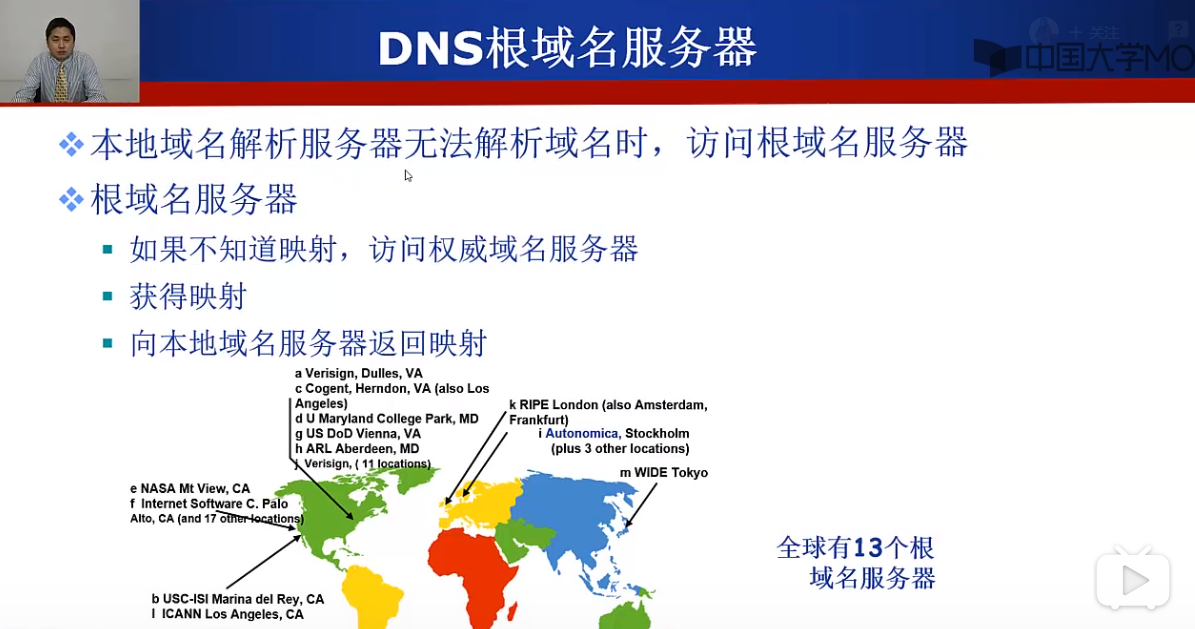 DNS根域名服务器
+ 关注
中国大学MO
本地域名解析服务器无法解析域名时，访问根域名服务器
根域名服务器
如果不知道映射，访问权威域名服务器
获得映射
向本地域名服务器返回映射
a Verisign, Dulles, VA
c Cogent, Herndon, VA (also Los
Angeles)
d U Maryland College Park, MD
g US DoD Vienna, VA
h ARL Aberdeen, MD
j Verisign, ( 11 locations)
k RIPE London (also Amsterdam,
Frankfurt)
i Autonomica, Stockholm
(plus 3 other locations)
m WIDE Tokyo
e NASA Mt View, CA
f Internet Software C. Palo
Alto, CA (and 17 other locations)
b USC-ISI Marina del Rey, CA
l ICANN Los Angeles, CA
全球有13个根
域名服务器